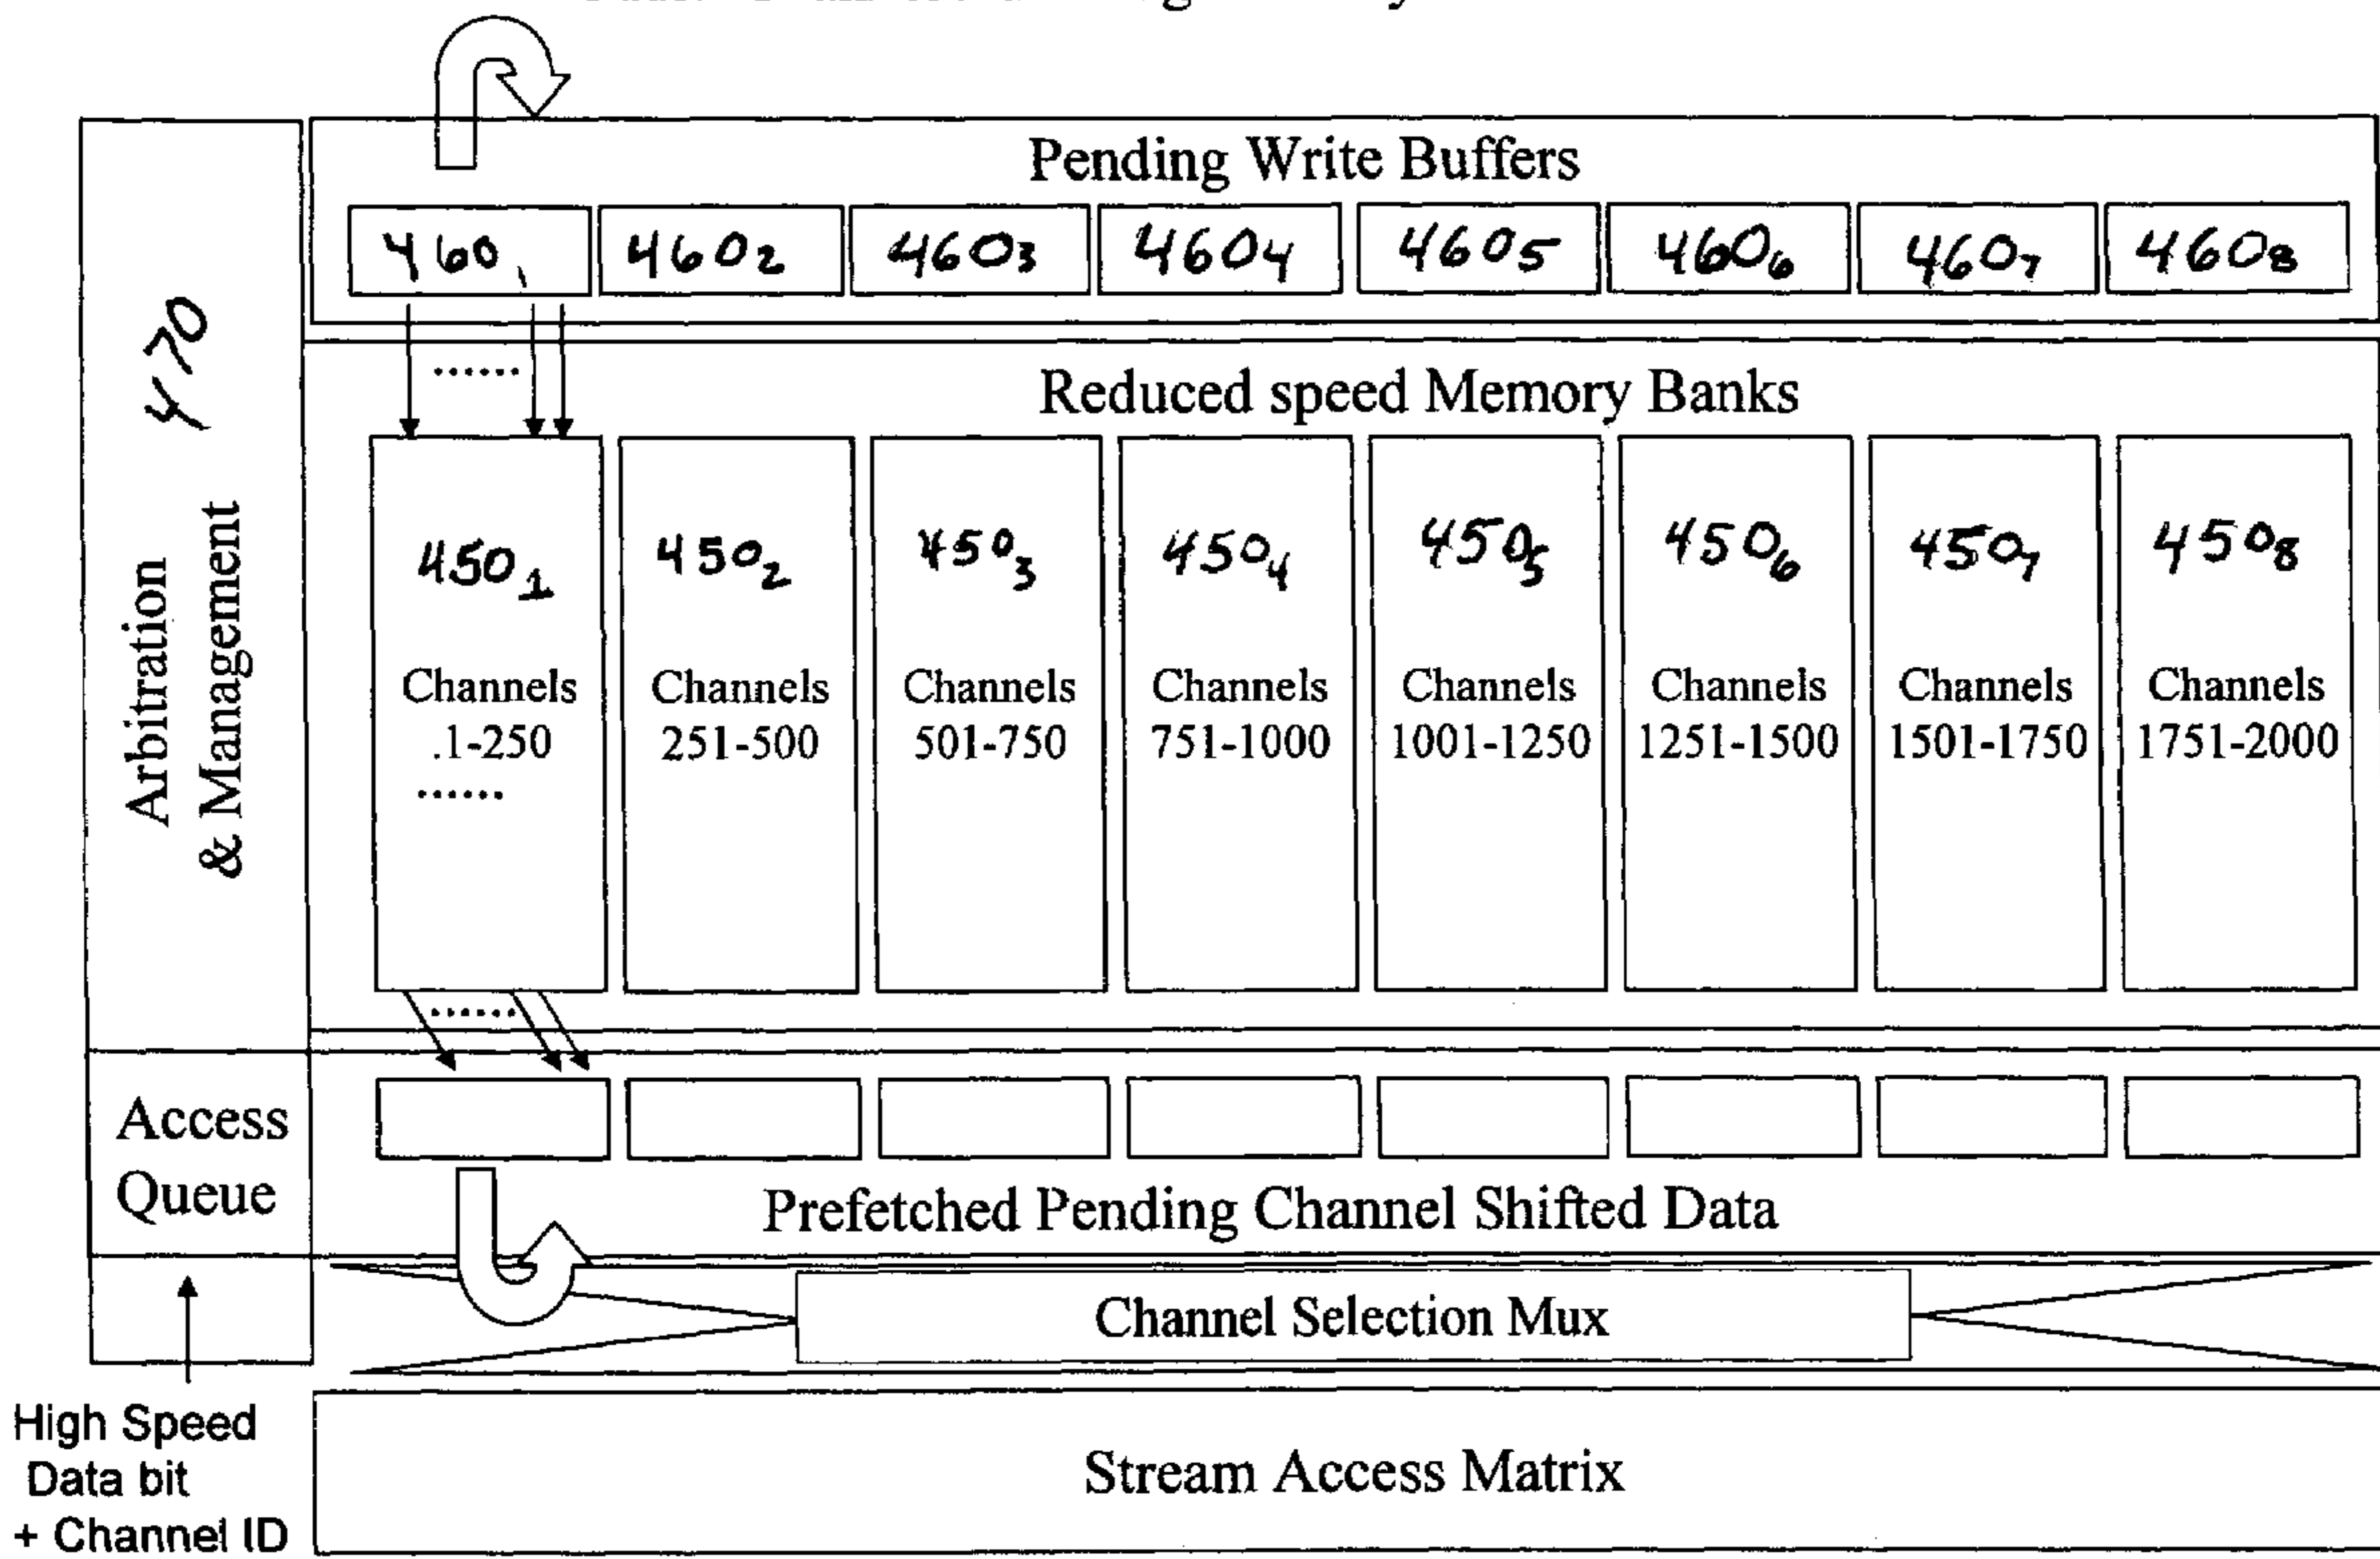 Pending Write Buffers
460₁ 460₂ 460₃ 460₄ 460₅ 460₆ 460₇ 460₈
470
Arbitration
& Management
Reduced speed Memory Banks
450₁ 450₂ 450₃ 450₄ 450₅ 450₆ 450₇ 450₈
Channels Channels Channels Channels Channels Channels Channels Channels
.1-250 251-500 501-750 751-1000 1001-1250 1251-1500 1501-1750 1751-2000
Access
Queue
Prefetched Pending Channel Shifted Data
Channel Selection Mux
High Speed
Data bit
+ Channel ID
Stream Access Matrix